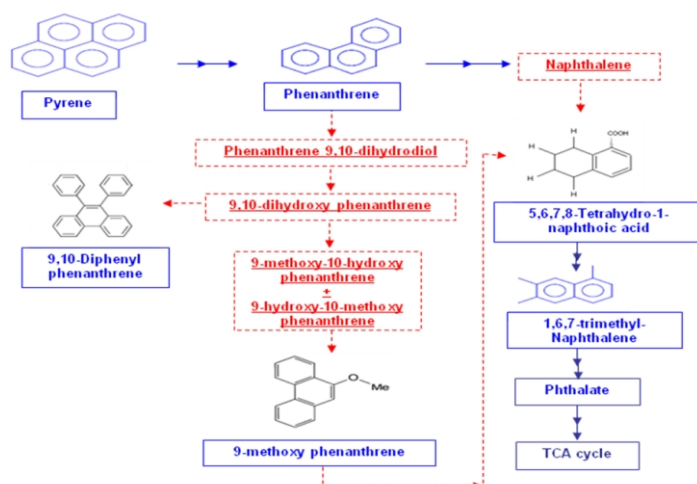 Pyrene
Phenanthrene
Naphthalene
Phenanthrene 9,10-dihydrodiol
H
H
H
H
COOH
9,10-dihydroxy phenanthrene
5,6,7,8-Tetrahydro-1-
naphthoic acid
9,10-Diphenyl
phenanthrene
9-methoxy-10-hydroxy
phenanthrene
+
9-hydroxy-10-methoxy
phenanthrene
1,6,7-trimethyl-
Naphthalene
O
Me
Phthalate
9-methoxy phenanthrene
TCA cycle